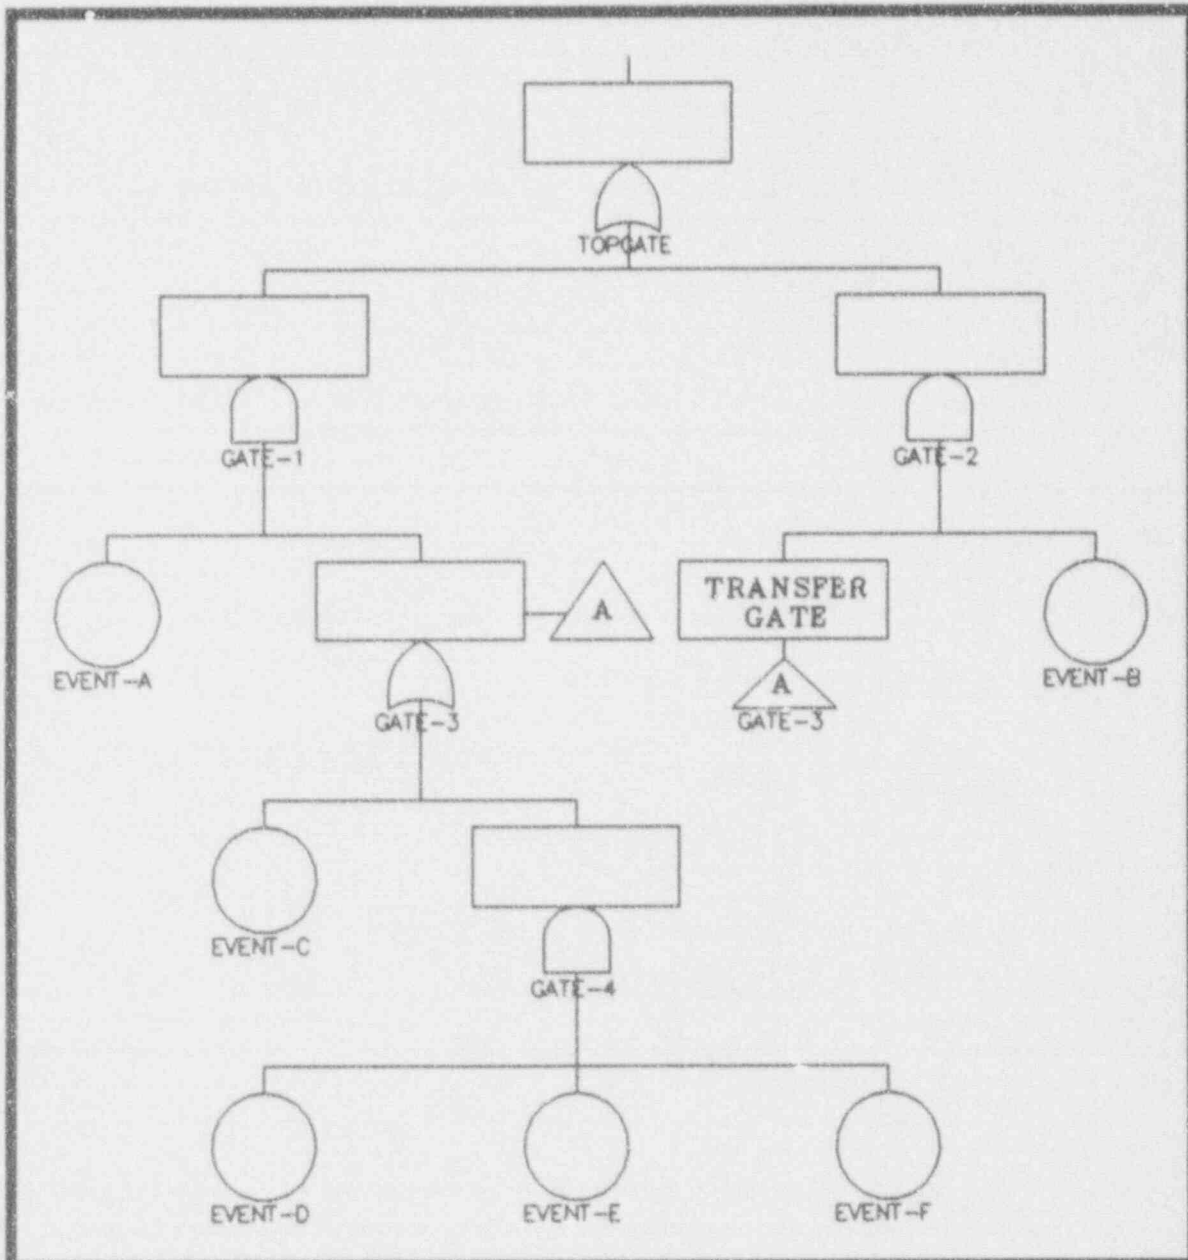 TOPGATE
GATE-1
GATE-2
TRANSFER
GATE
A
EVENT-A
EVENT-B
A
GATE-3
GATE-3
EVENT-C
GATE-4
EVENT-D
EVENT-E
EVENT-F